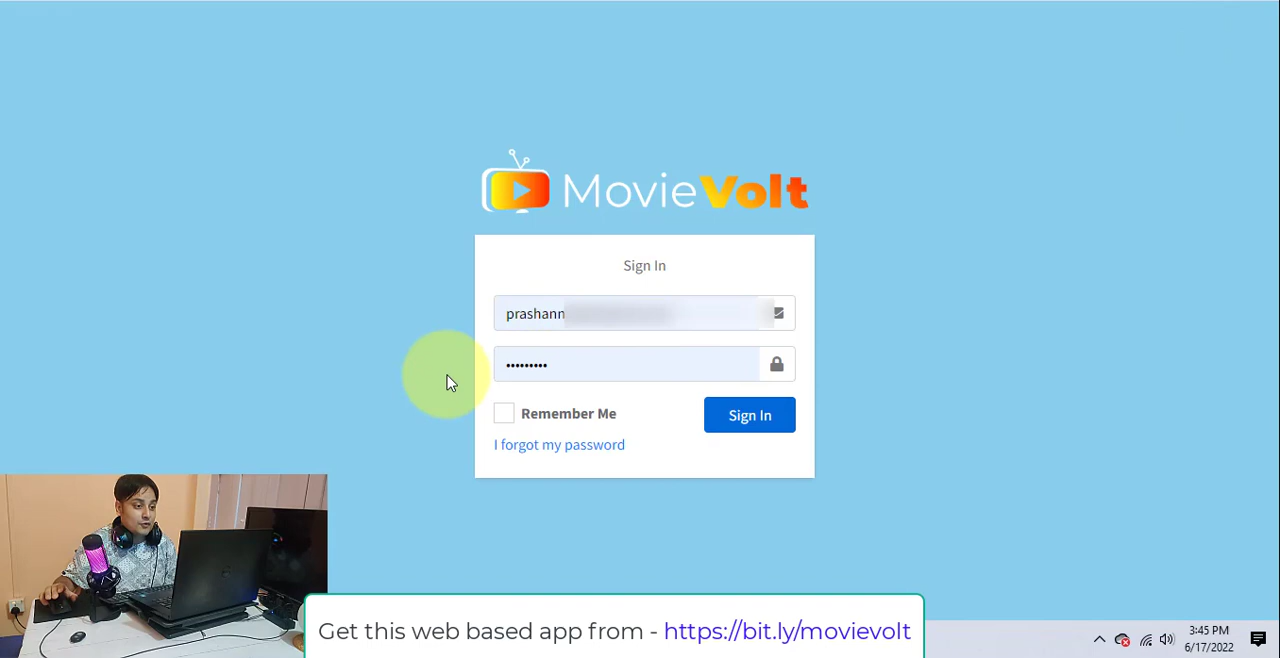 MovieVolt
Sign In
prashann
•••••••••
Remember Me
Sign In
I forgot my password
Get this web based app from - https://bit.ly/movievolt
3:45 PM
6/17/2022